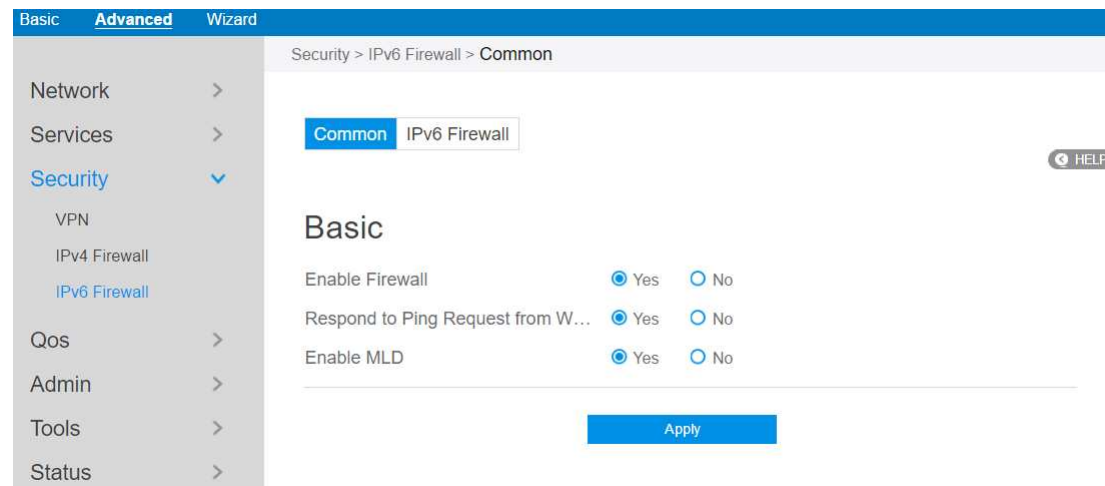 Basic Advanced Wizard
Security > IPv6 Firewall > Common
Network
Services
Security
VPN
IPv4 Firewall
IPv6 Firewall
Qos
Admin
Tools
Status
Common IPv6 Firewall
HELP
Basic
Enable Firewall Yes No
Respond to Ping Request from W... Yes No
Enable MLD Yes No
Apply